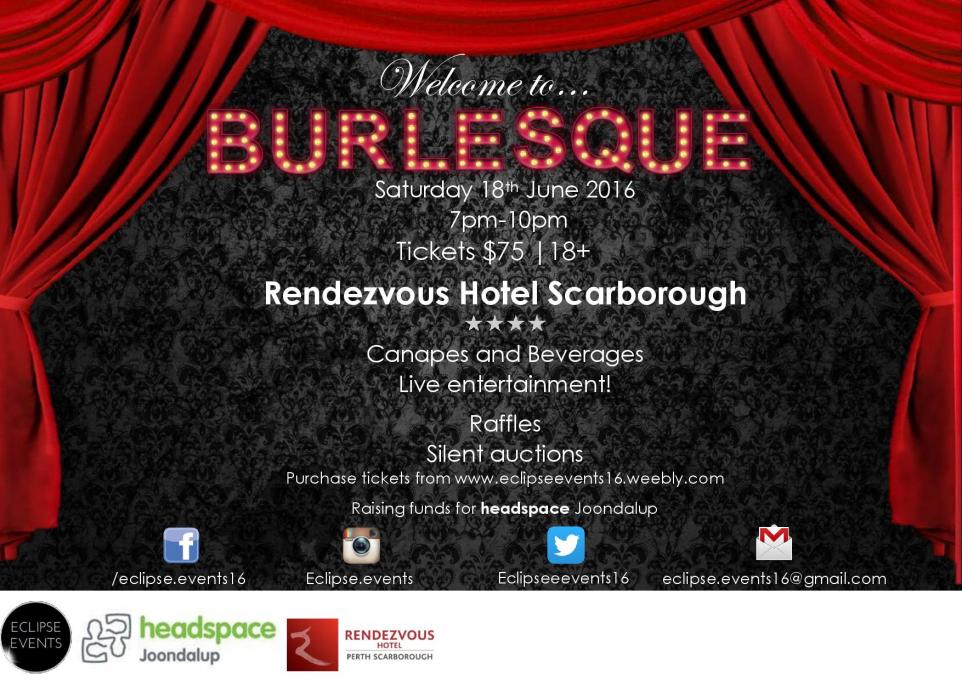 Welcome to...
BURLESQUE
Saturday 18th June 2016
7pm-10pm
Tickets $75 |18+
Rendezvous Hotel Scarborough
★★★★
Canapes and Beverages
Live entertainment!
Raffles
Silent auctions
Purchase tickets from www.eclipseevents16.weebly.com
Raising funds for headspace Joondalup
/eclipse.events16
Eclipse.events
Eclipseeevents16
eclipse.events16@gmail.com
ECLIPSE
EVENTS
headspace
Joondalup
RENDEZVOUS
HOTEL
PERTH SCARBOROUGH